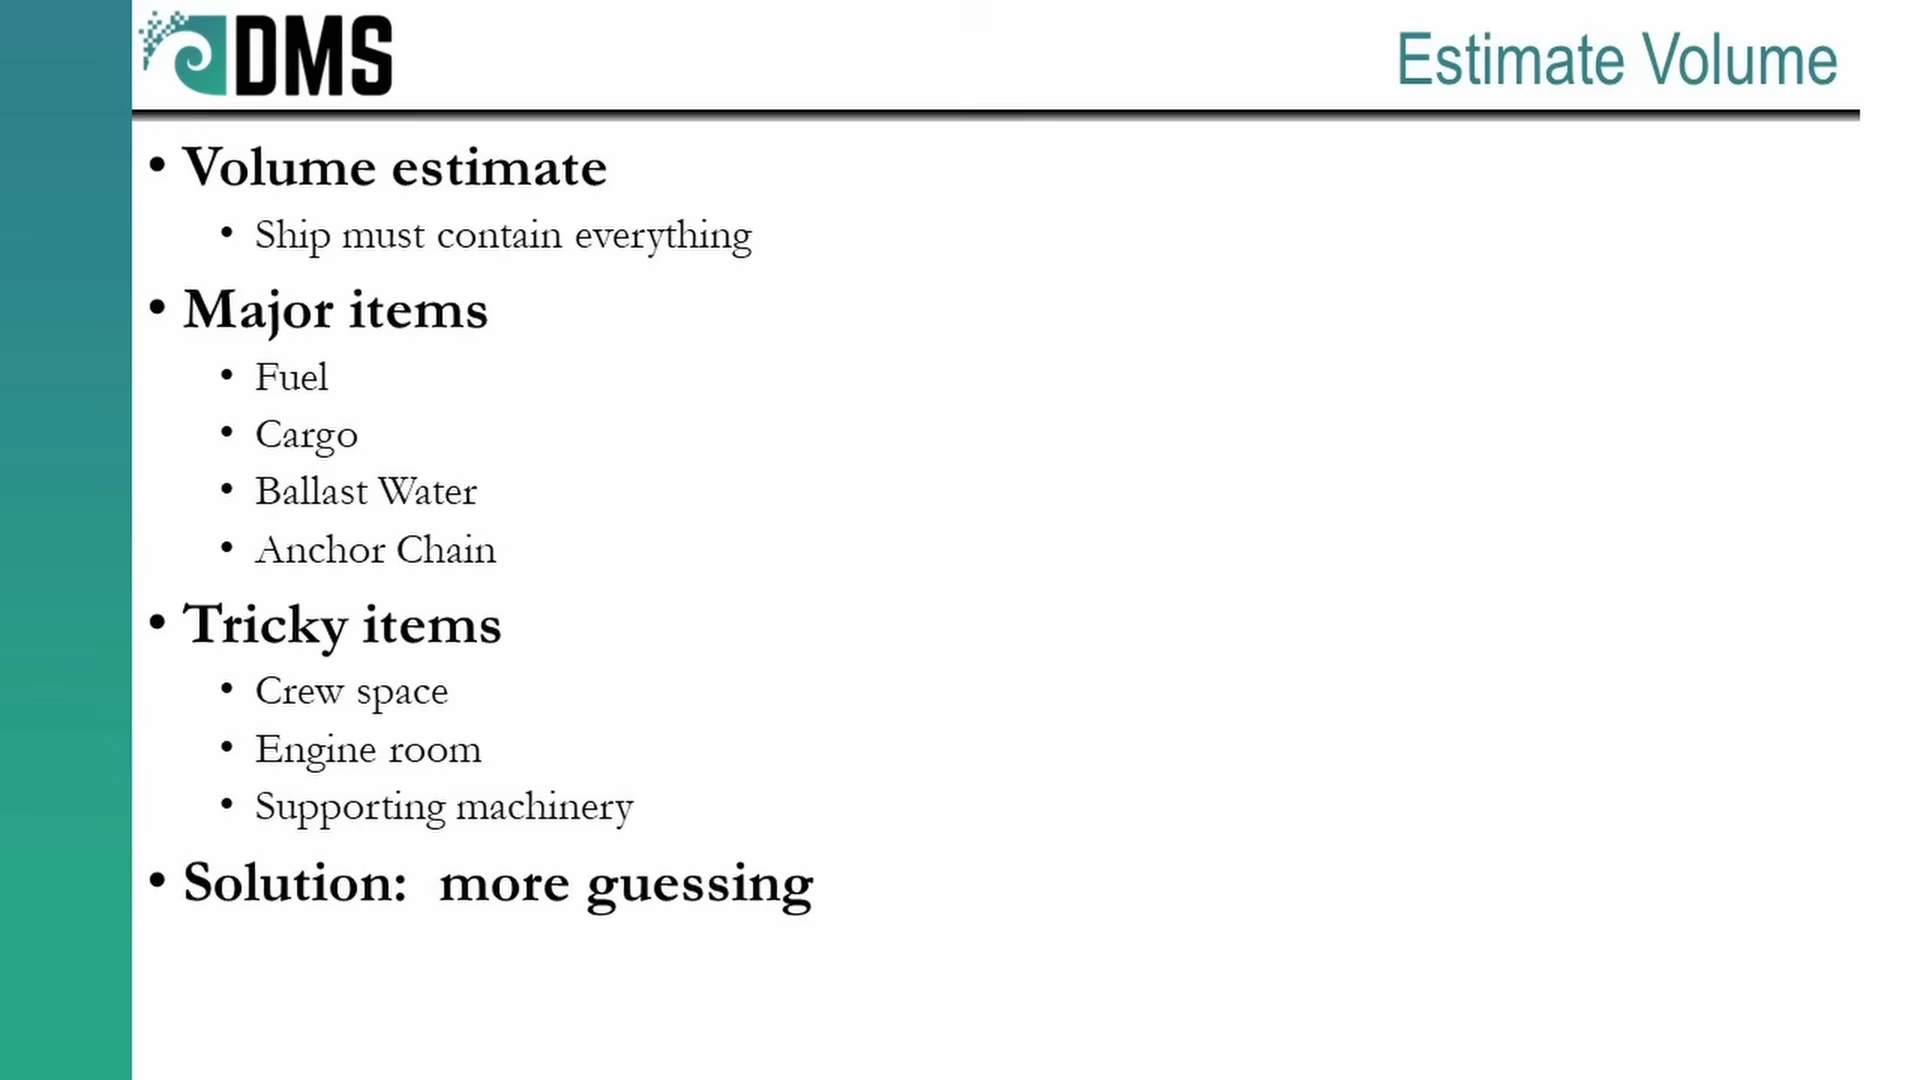 DMS
Estimate Volume
• Volume estimate
• Ship must contain everything
• Major items
• Fuel
• Cargo
• Ballast Water
• Anchor Chain
• Tricky items
• Crew space
• Engine room
• Supporting machinery
• Solution:  more guessing